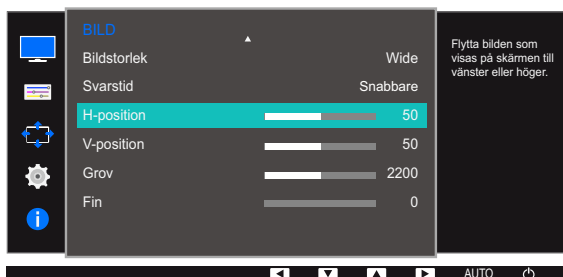 BILD
Bildstorlek Wide
Svarstid Snabbare
H-position 50
V-position 50
Grov 2200
Fin 0
Flytta bilden som
visas på skärmen till
vänster eller höger.
AUTO